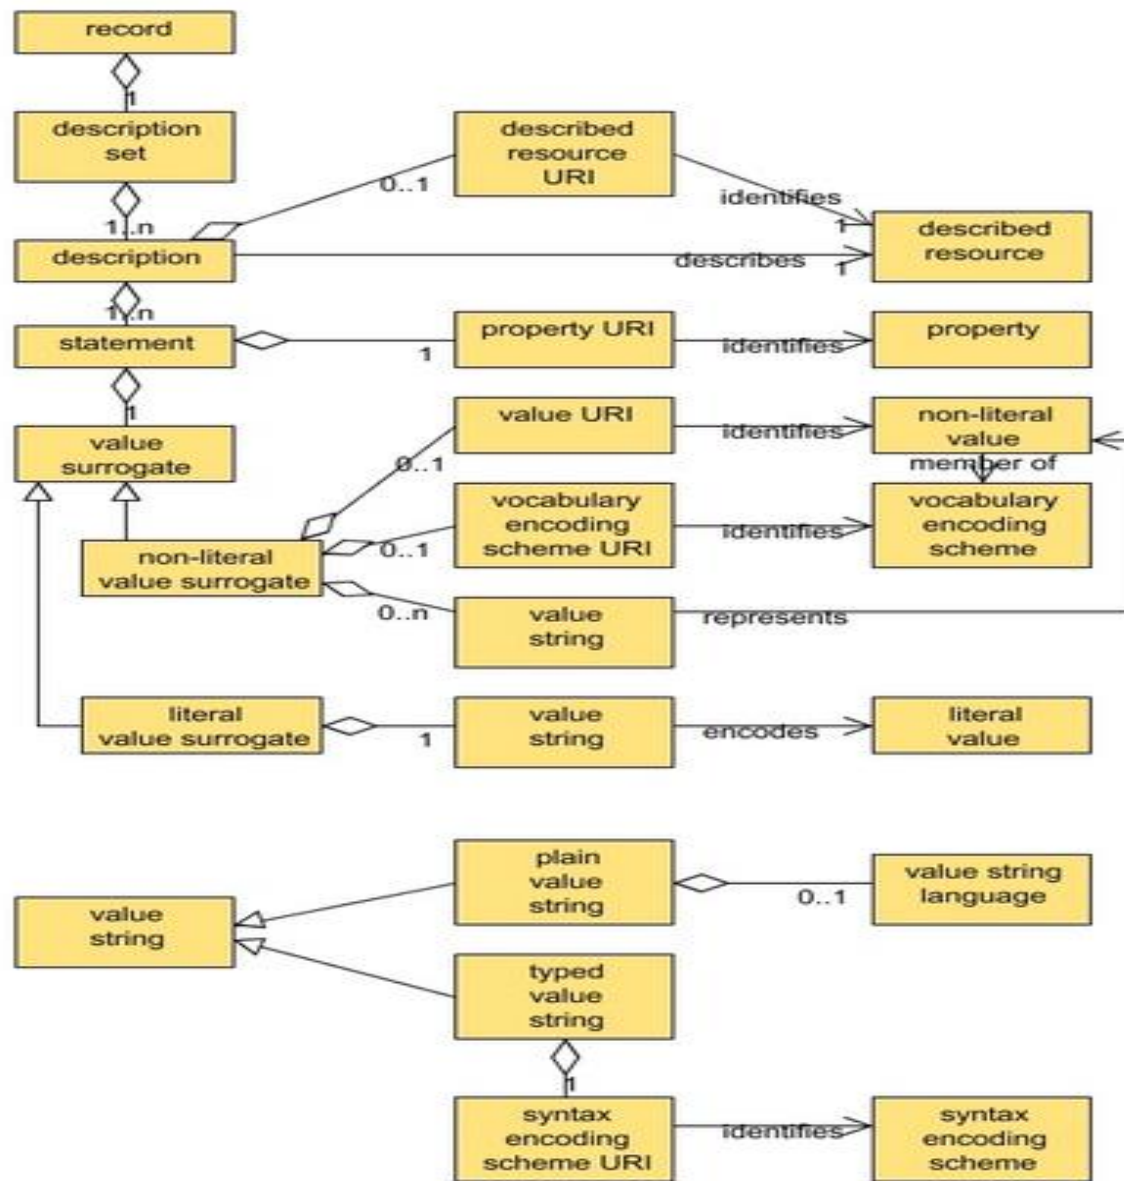 record
1
description
set
described
resource
URI
0..1
identifies
1..n
1
described
resource
description
describes
1
1..n
statement
property URI
property
1
identifies
1
value
surrogate
value URI
non-literal
value
identifies
0..1
member of
vocabulary
encoding
scheme URI
vocabulary
encoding
scheme
identifies
0..1
non-literal
value surrogate
0..n
value
string
represents
literal
value surrogate
value
string
literal
value
1
encodes
plain
value
string
value string
language
0..1
value
string
typed
value
string
1
syntax
encoding
scheme URI
identifies
syntax
encoding
scheme